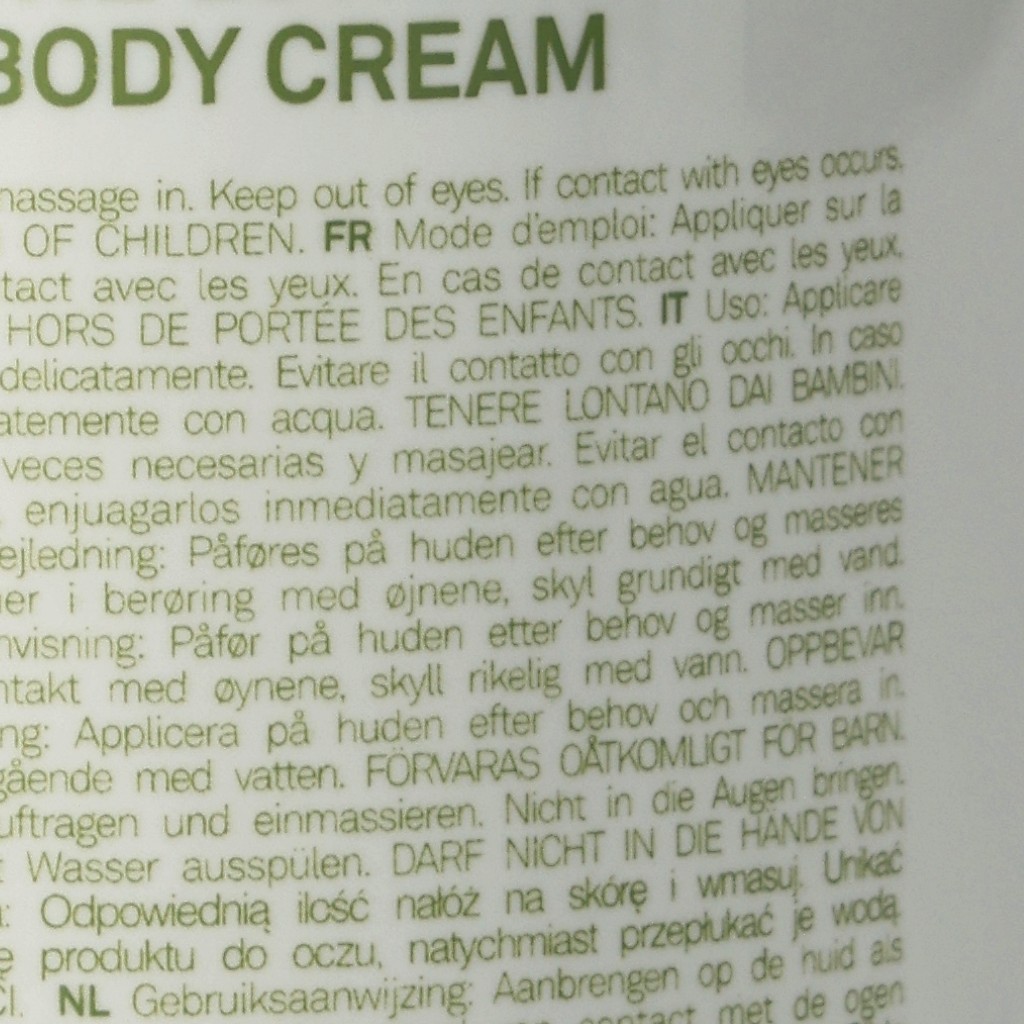 BODY CREAM
massage in. Keep out of eyes. If contact with eyes occurs,
OF CHILDREN. FR Mode d'emploi: Appliquer sur la
tact avec les yeux. En cas de contact avec les yeux,
HORS DE PORTÉE DES ENFANTS. IT Uso: Applicare
delicatamente. Evitare il contatto con gli occhi. In caso
atemente con acqua. TENERE LONTANO DAI BAMBINI.
veces necesarias y masajear. Evitar el contacto con
enjuagarlos inmediatamente con agua. MANTENER
ejledning: Påføres på huden efter behov og masseres
er i berøring med øjnene, skyl grundigt med vand.
nvisning: Påfør på huden etter behov og masser inn.
ntakt med øynene, skyll rikelig med vann. OPPBEVAR
ng: Applicera på huden efter behov och massera in.
gående med vatten. FÖRVARAS OÅTKOMLIGT FÖR BARN.
uftragen und einmassieren. Nicht in die Augen bringen.
t Wasser ausspülen. DARF NICHT IN DIE HÄNDE VON
: Odpowiednią ilość nałóż na skórę i wmasuj. Unikać
ę produktu do oczu, natychmiast przepłukać je wodą.
CI. NL Gebruiksaanwijzing: Aanbrengen op de huid als
contact met de ogen